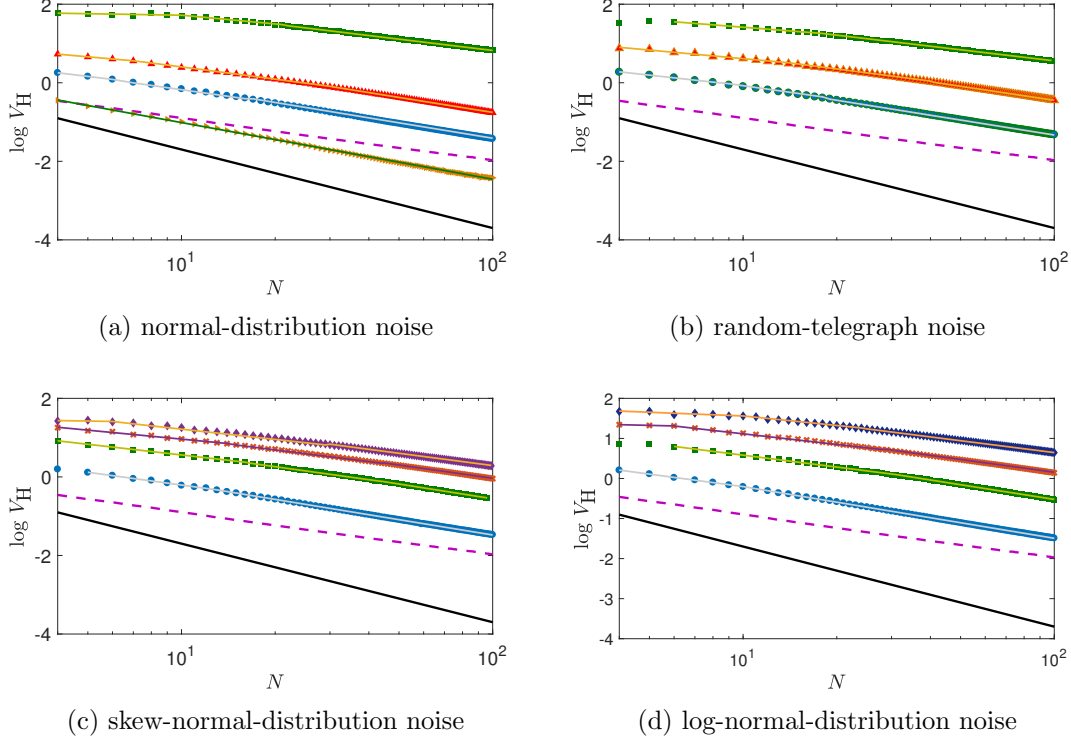 2
0
-2
-4
log V_H
10^1
10^2
N
(a) normal-distribution noise
2
0
-2
-4
log V_H
10^1
10^2
N
(b) random-telegraph noise
2
0
-2
-4
log V_H
10^1
10^2
N
(c) skew-normal-distribution noise
2
1
0
-1
-2
-3
-4
log V_H
10^1
10^2
N
(d) log-normal-distribution noise